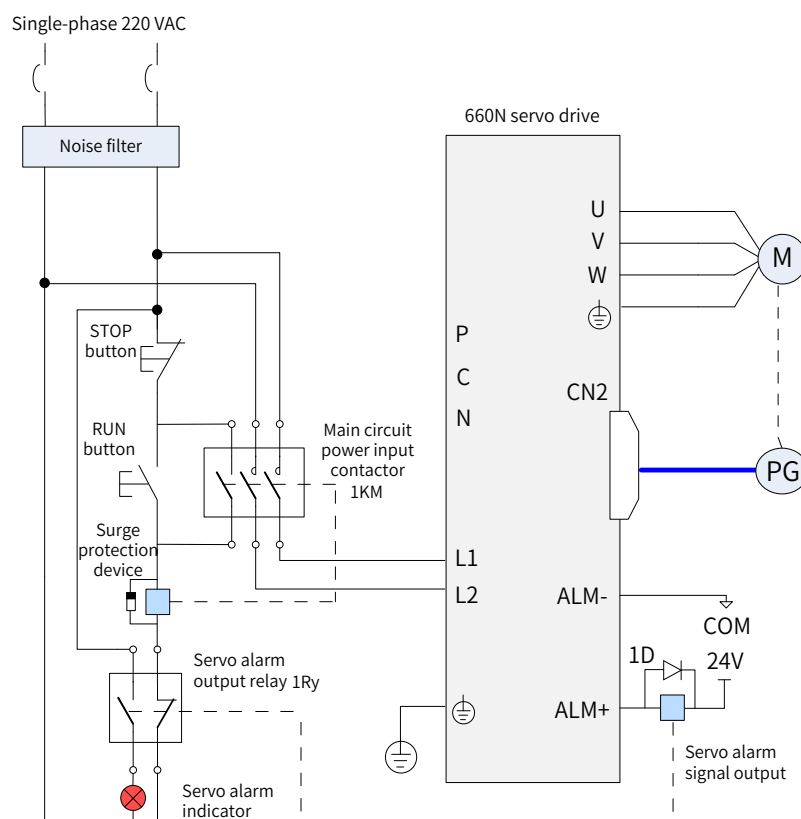 Single-phase 220 VAC
Noise filter
660N servo drive
U
V
W
M
P
C
N
CN2
STOP
button
RUN
button
Main circuit
power input
contactor
1KM
PG
Surge
protection
device
L1
L2
ALM-
COM
24V
1D
ALM+
Servo alarm
output relay 1Ry
Servo alarm
signal output
Servo alarm
indicator